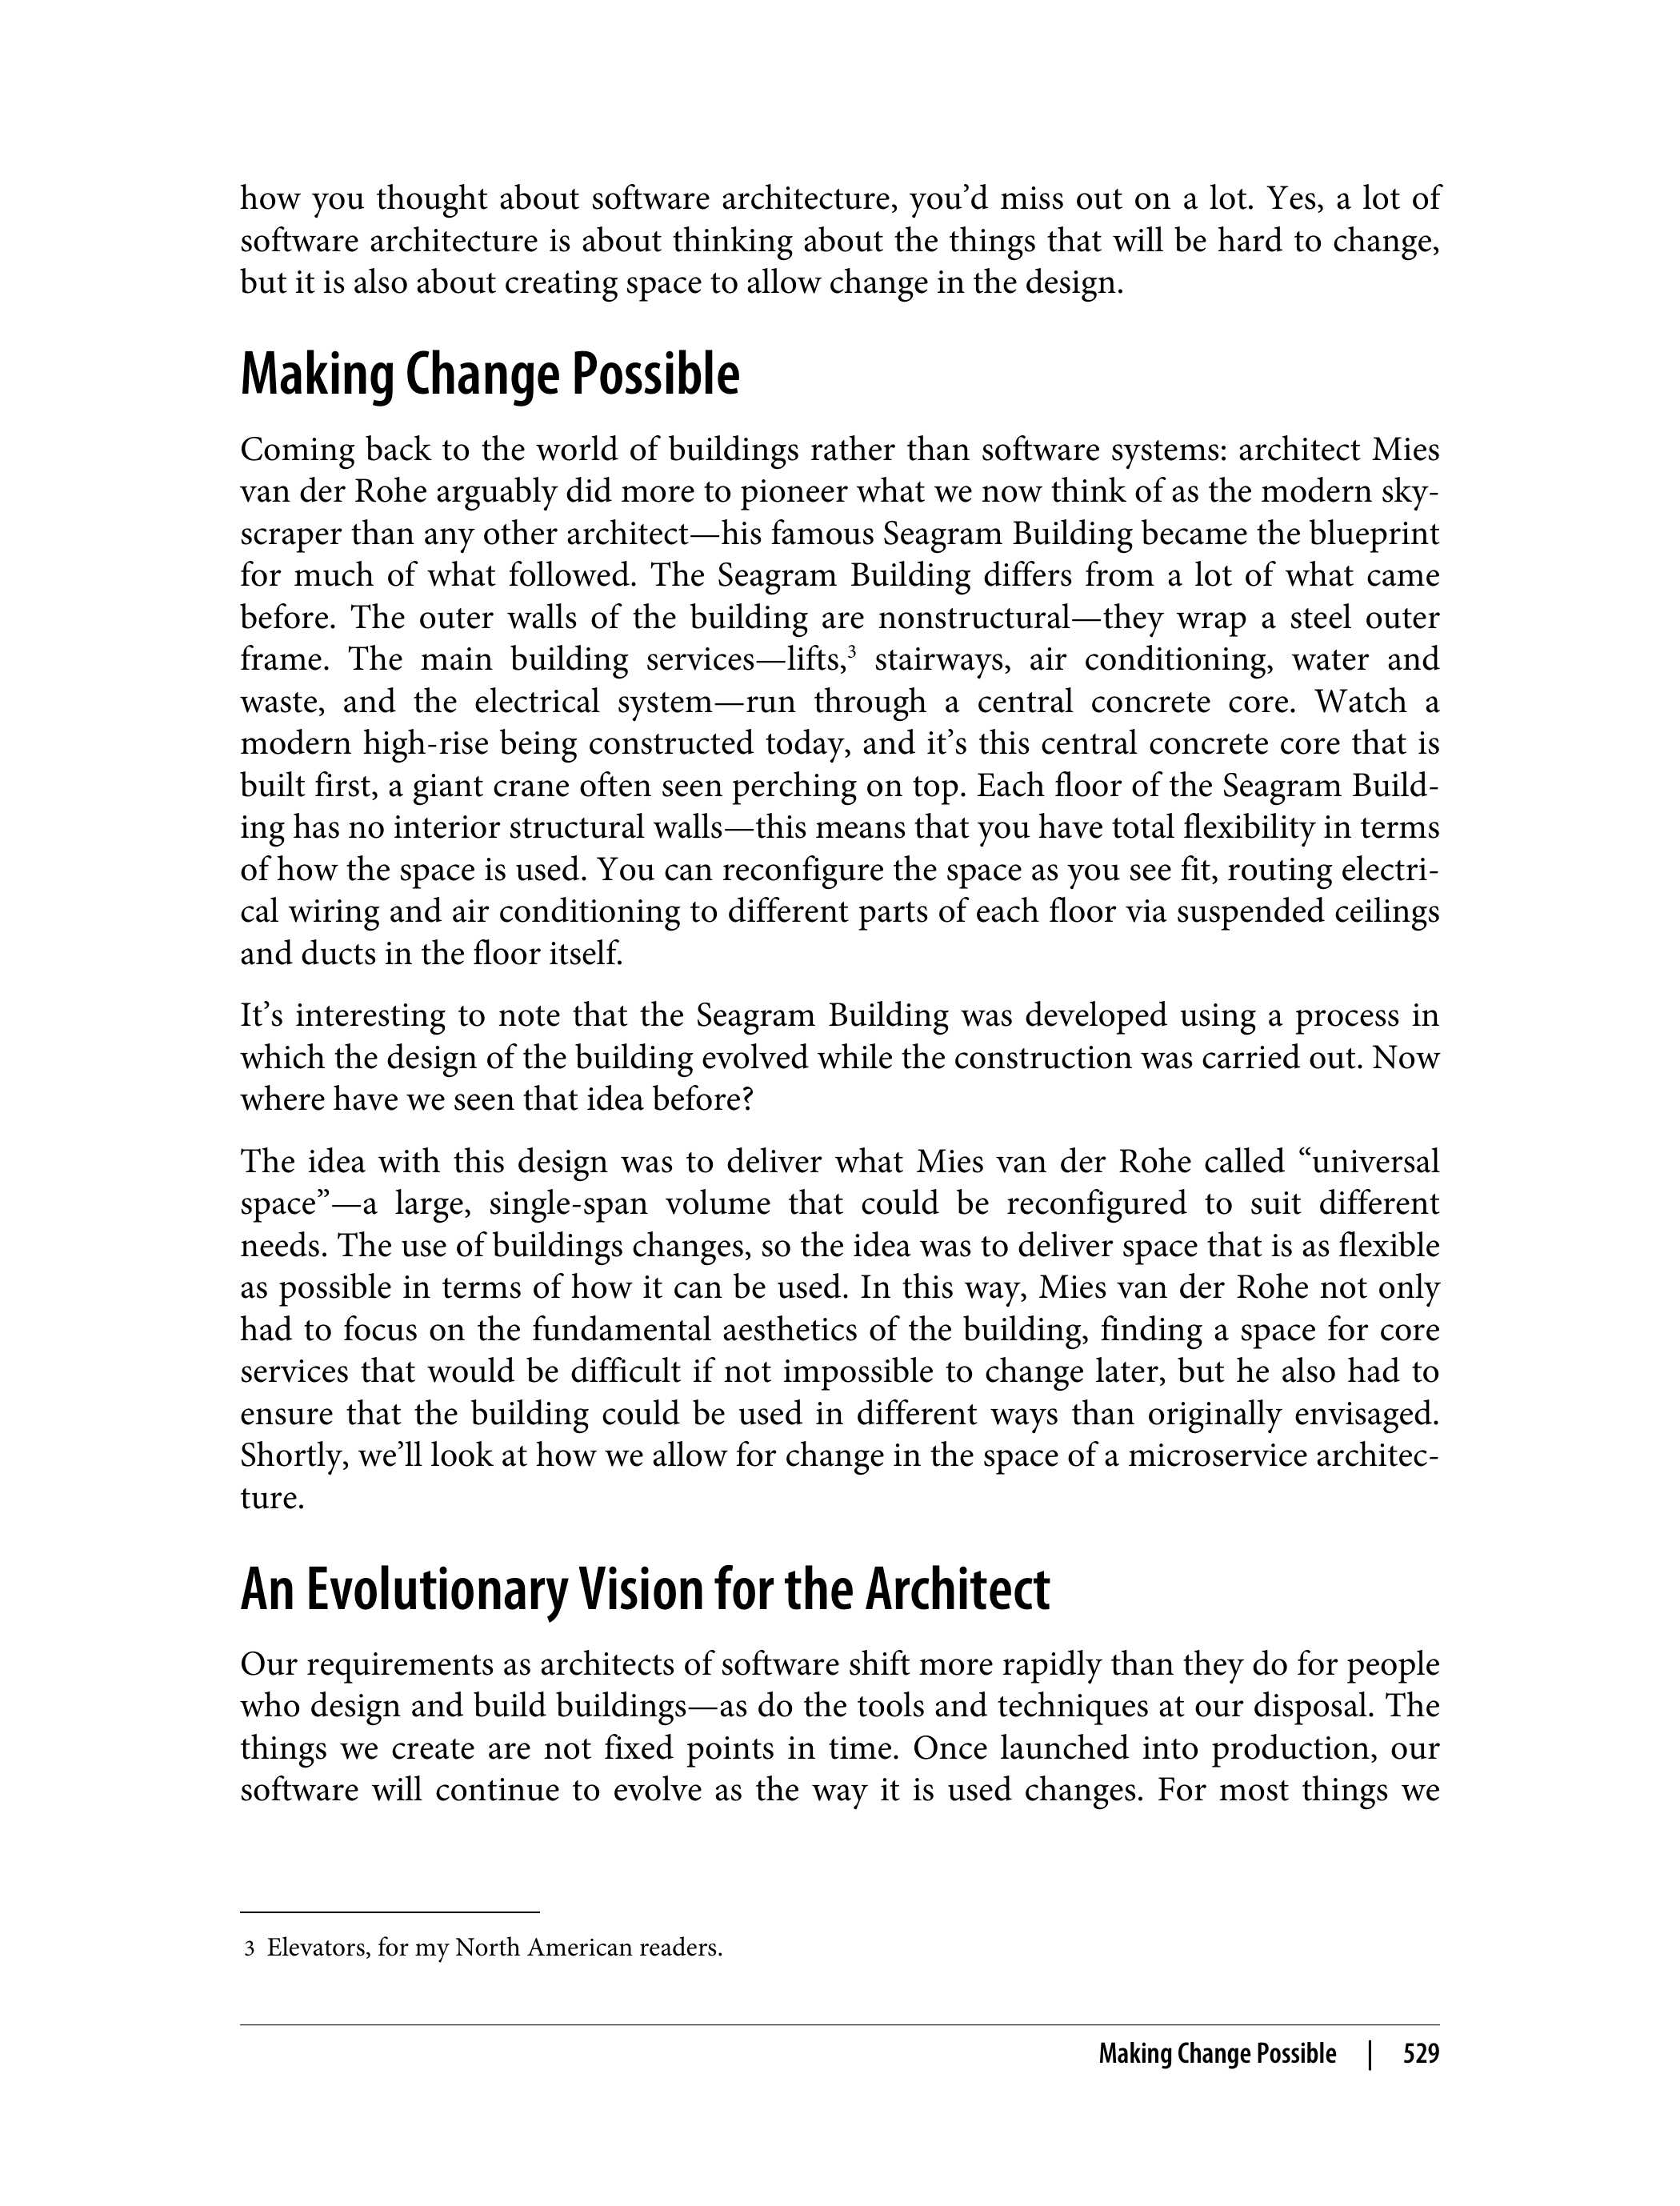 how you thought about software architecture, you’d miss out on a lot. Yes, a lot of
software architecture is about thinking about the things that will be hard to change,
but it is also about creating space to allow change in the design.
Making Change Possible
Coming back to the world of buildings rather than software systems: architect Mies
van der Rohe arguably did more to pioneer what we now think of as the modern sky-
scraper than any other architect—his famous Seagram Building became the blueprint
for much of what followed. The Seagram Building differs from a lot of what came
before. The outer walls of the building are nonstructural—they wrap a steel outer
frame. The main building services—lifts,³ stairways, air conditioning, water and
waste, and the electrical system—run through a central concrete core. Watch a
modern high-rise being constructed today, and it’s this central concrete core that is
built first, a giant crane often seen perching on top. Each floor of the Seagram Build-
ing has no interior structural walls—this means that you have total flexibility in terms
of how the space is used. You can reconfigure the space as you see fit, routing electri-
cal wiring and air conditioning to different parts of each floor via suspended ceilings
and ducts in the floor itself.
It’s interesting to note that the Seagram Building was developed using a process in
which the design of the building evolved while the construction was carried out. Now
where have we seen that idea before?
The idea with this design was to deliver what Mies van der Rohe called “universal
space”—a large, single-span volume that could be reconfigured to suit different
needs. The use of buildings changes, so the idea was to deliver space that is as flexible
as possible in terms of how it can be used. In this way, Mies van der Rohe not only
had to focus on the fundamental aesthetics of the building, finding a space for core
services that would be difficult if not impossible to change later, but he also had to
ensure that the building could be used in different ways than originally envisaged.
Shortly, we’ll look at how we allow for change in the space of a microservice architec-
ture.
An Evolutionary Vision for the Architect
Our requirements as architects of software shift more rapidly than they do for people
who design and build buildings—as do the tools and techniques at our disposal. The
things we create are not fixed points in time. Once launched into production, our
software will continue to evolve as the way it is used changes. For most things we
3 Elevators, for my North American readers.
Making Change Possible | 529